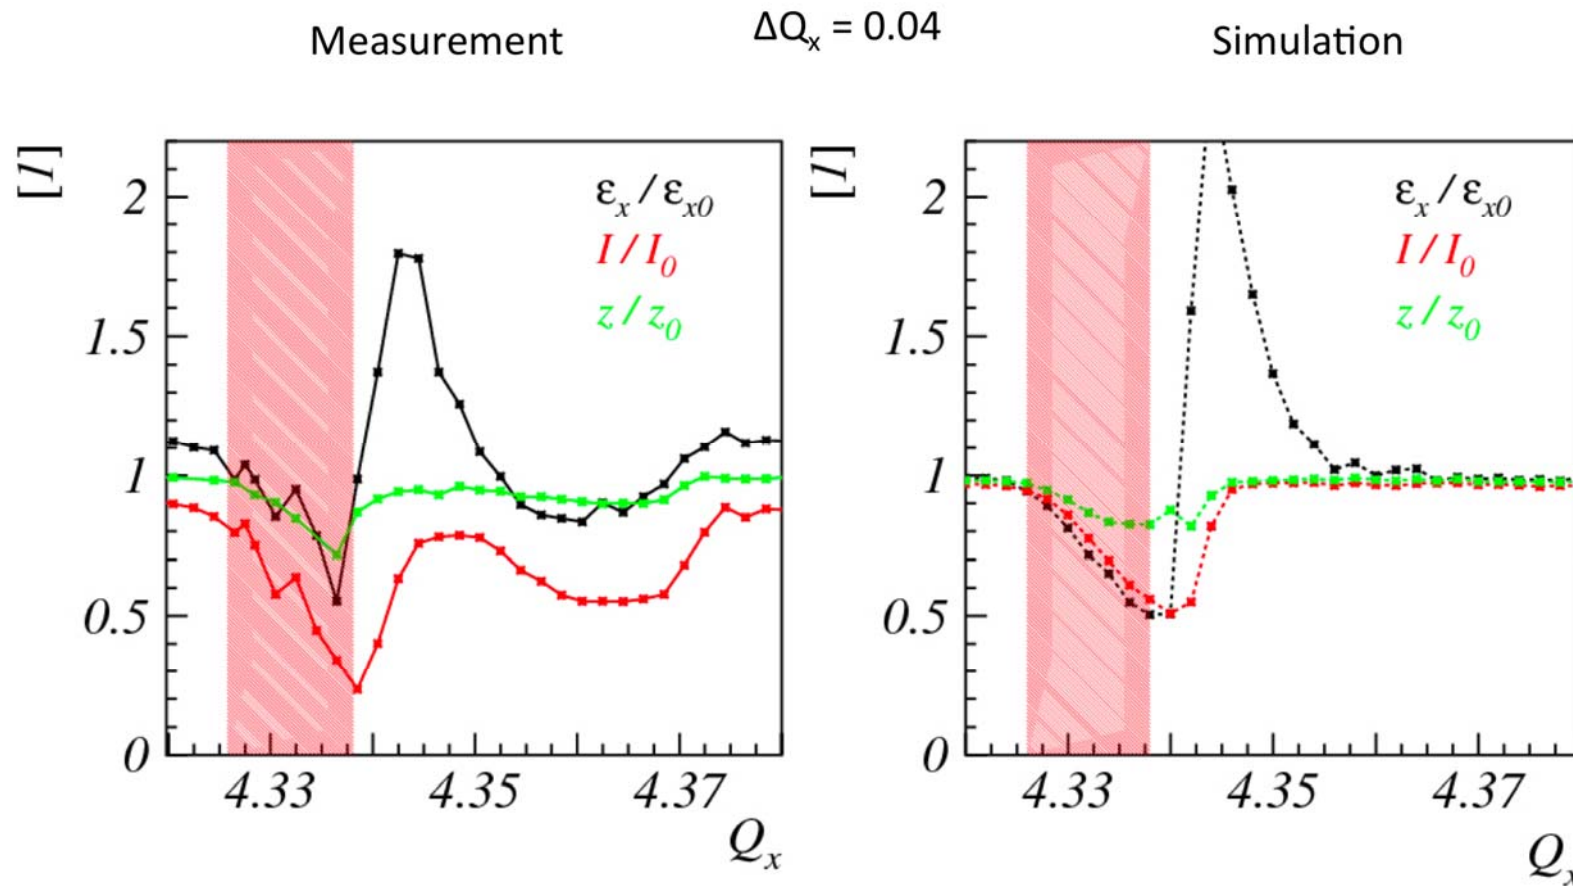 Measurement
ΔQx = 0.04
Simulation
[1]
2
1.5
1
0.5
0
4.33
4.35
4.37
Qx
εx / εx0
I / I0
z / z0
[1]
2
1.5
1
0.5
0
4.33
4.35
4.37
Qx
εx / εx0
I / I0
z / z0